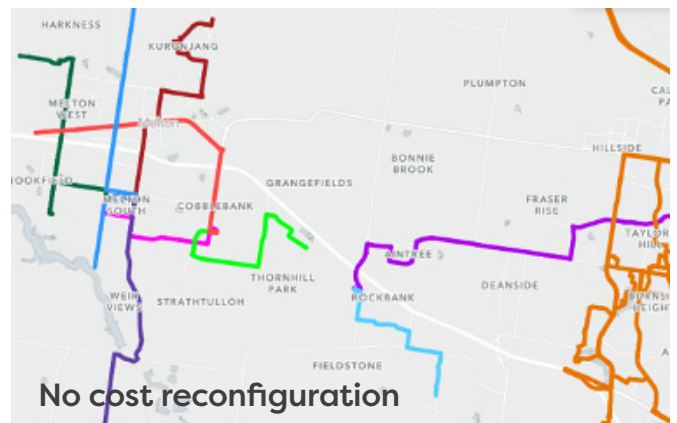 HARKNESS
KURUNJANG
PLUMPTON
MELTON
WEST
Melton
HILLSIDE
BONNIE
BROOK
GRANGEFIELDS
MELTON
SOUTH
COBBLEBANK
FRASER
RISE
TAYLOR
HILL
AINTREE
THORNHILL
PARK
DEANSIDE
WEIR
VIEWS
STRATHTULLOH
ROCKBANK
FIELDSTONE
No cost reconfiguration